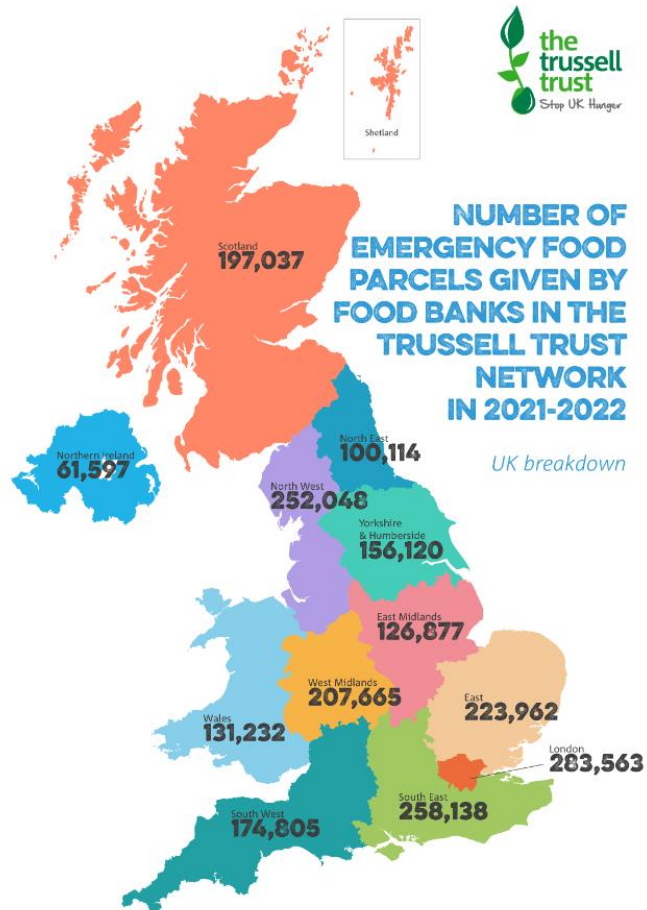 the
trussell
trust
Stop UK Hunger
Shetland
NUMBER OF
EMERGENCY FOOD
PARCELS GIVEN BY
FOOD BANKS IN THE
TRUSSELL TRUST
NETWORK
IN 2021-2022
UK breakdown
Scotland
197,037
Northern Ireland
61,597
North East
100,114
North West
252,048
Yorkshire
& Humberside
156,120
East Midlands
126,877
West Midlands
207,665
East
223,962
Wales
131,232
London
283,563
South East
258,138
South West
174,805